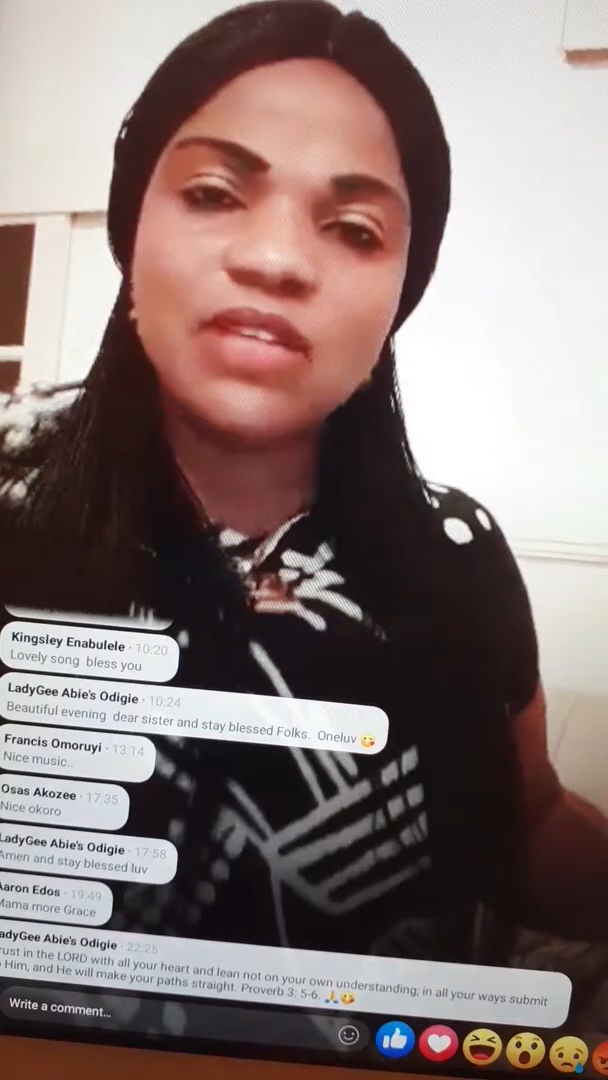 Kingsley Enabulele · 10:20
Lovely song bless you
LadyGee Abie's Odigie · 10:24
Beautiful evening dear sister and stay blessed Folks. Oneluv 😋
Francis Omoruyi · 13:14
Nice music..
Osas Akozee · 17:35
Nice okoro
LadyGee Abie's Odigie · 17:58
Amen and stay blessed luv
Aaron Edos · 19:49
Mama more Grace
adyGee Abie's Odigie · 22:25
rust in the LORD with all your heart and lean not on your own understanding; in all your ways submit
Him, and He will make your paths straight. Proverb 3: 5-6. 🙏😋
Write a comment...